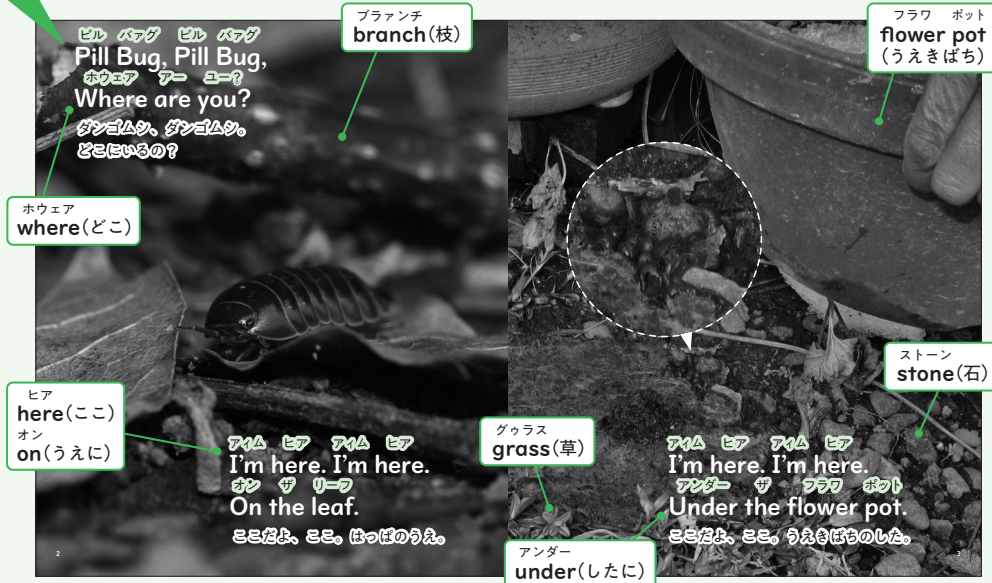 ピル バァグ ピル バァグ
Pill Bug, Pill Bug,
ホウェア アー ユー？
Where are you?
ダンゴムシ、ダンゴムシ。
どこにいるの？
ブラァンチ
branch(枝)
ホウェア
where(どこ)
ヒア
here(ここ)
オン
on(うえに)
アイム ヒア アイム ヒア
I'm here. I'm here.
オン ザ リーフ
On the leaf.
ここだよ、ここ。はっぱのうえ。
2
フラワ ポット
flower pot
(うえきばち)
ストーン
stone(石)
グゥラス
grass(草)
アイム ヒア アイム ヒア
I'm here. I'm here.
アンダー ザ フラワ ポット
Under the flower pot.
ここだよ、ここ。うえきばちのした。
アンダー
under(したに)
3